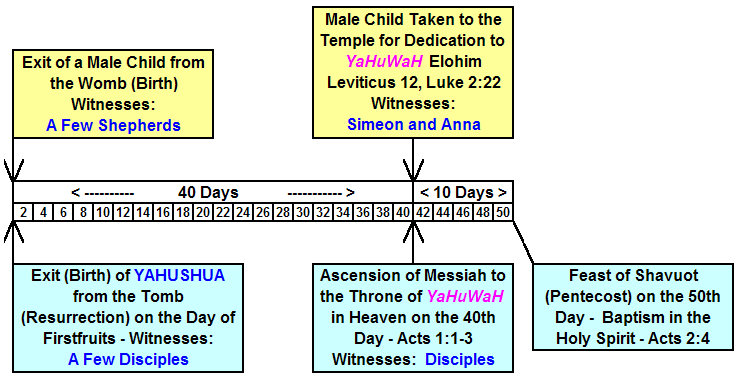 Exit of a Male Child from
the Womb (Birth)
Witnesses:
A Few Shepherds
Male Child Taken to the
Temple for Dedication to
YaHuWaH Elohim
Leviticus 12, Luke 2:22
Witnesses:
Simeon and Anna
< ---------- 40 Days ----------- > < 10 Days >
2 4 6 8 10 12 14 16 18 20 22 24 26 28 30 32 34 36 38 40 42 44 46 48 50
Exit (Birth) of YAHUSHUA
from the Tomb
(Resurrection) on the Day of
Firstfruits - Witnesses:
A Few Disciples
Ascension of Messiah to
the Throne of YaHuWaH
in Heaven on the 40th
Day - Acts 1:1-3
Witnesses: Disciples
Feast of Shavuot
(Pentecost) on the 50th
Day - Baptism in the
Holy Spirit - Acts 2:4